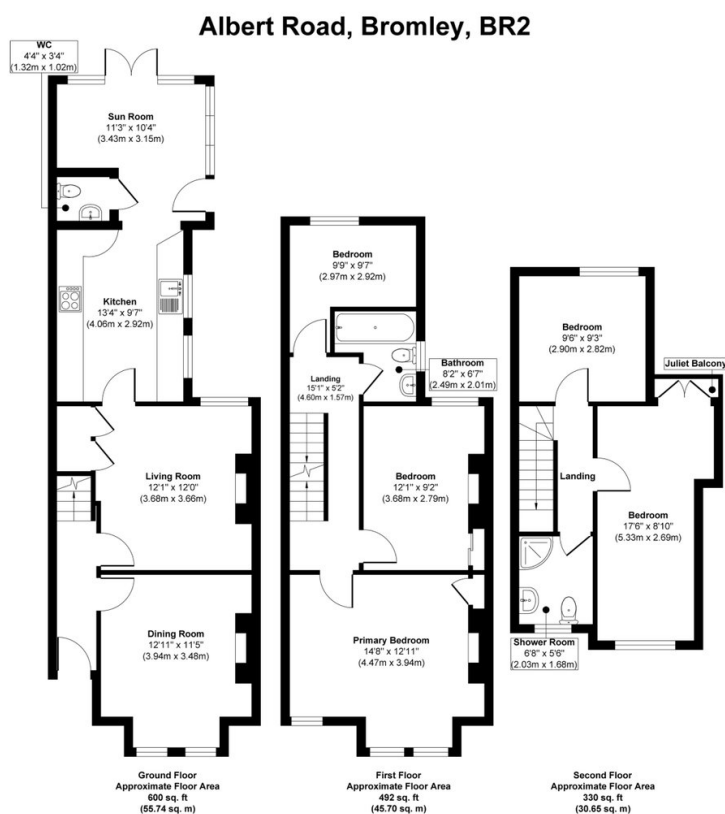 Albert Road, Bromley, BR2
WC
4'4" x 3'4"
(1.32m x 1.02m)
Sun Room
11'3" x 10'4"
(3.43m x 3.15m)
Kitchen
13'4" x 9'7"
(4.06m x 2.92m)
Living Room
12'1" x 12'0"
(3.68m x 3.66m)
Dining Room
12'11" x 11'5"
(3.94m x 3.48m)
Ground Floor
Approximate Floor Area
600 sq. ft
(55.74 sq. m)
Bedroom
9'9" x 9'7"
(2.97m x 2.92m)
Landing
15'1" x 5'2"
(4.60m x 1.57m)
Bathroom
8'2" x 6'7"
(2.49m x 2.01m)
Bedroom
12'1" x 9'2"
(3.68m x 2.79m)
Primary Bedroom
14'8" x 12'11"
(4.47m x 3.94m)
First Floor
Approximate Floor Area
492 sq. ft
(45.70 sq. m)
Bedroom
9'6" x 9'3"
(2.90m x 2.82m)
Juliet Balcony
Landing
Bedroom
17'6" x 8'10"
(5.33m x 2.69m)
Shower Room
6'8" x 5'6"
(2.03m x 1.68m)
Second Floor
Approximate Floor Area
330 sq. ft
(30.65 sq. m)